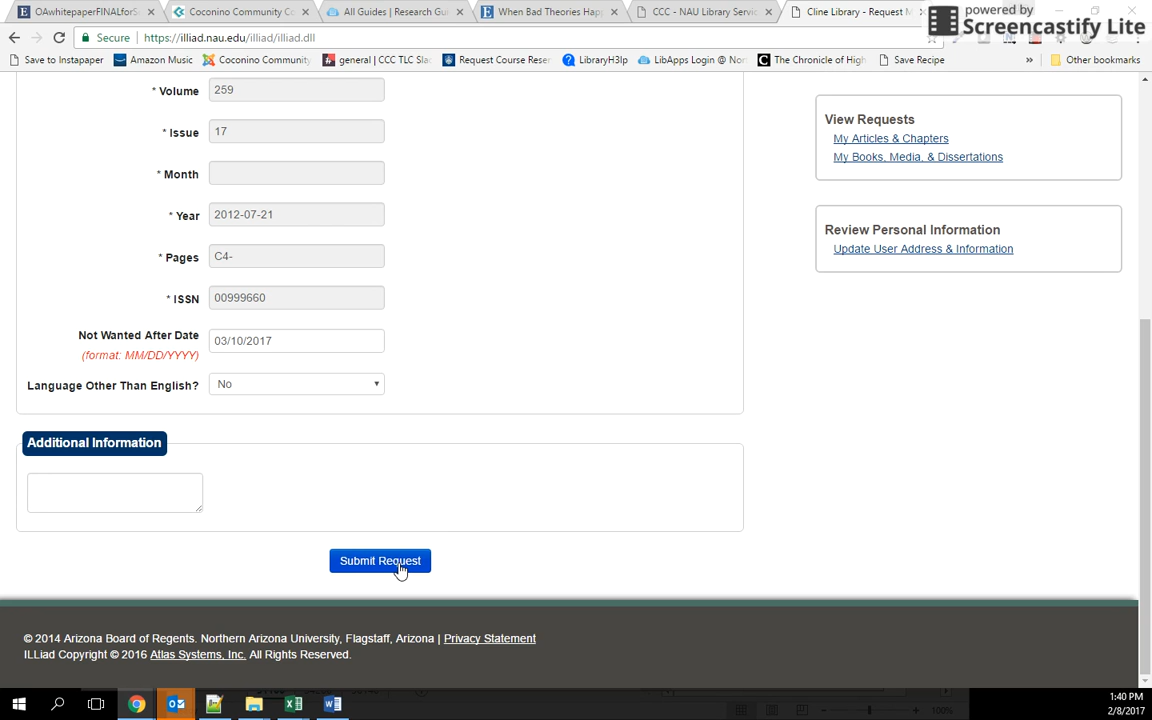 OAwhitepaperFINALforS
Coconino Community C
All Guides | Research Gui
When Bad Theories Hap
CCC - NAU Library Servic
Cline Library - Request M
powered by
Screencastify Lite
Secure
https://illiad.nau.edu/illiad/illiad.dll
Save to Instapaper
Amazon Music
Coconino Community
general | CCC TLC Sla
Request Course Rese
LibraryH3lp
LibApps Login @ Nor
The Chronicle of High
Save Recipe
»
Other bookmarks
* Volume
259
* Issue
17
* Month
* Year
2012-07-21
* Pages
C4-
* ISSN
00999660
Not Wanted After Date
(format: MM/DD/YYYY)
03/10/2017
Language Other Than English?
No
Additional Information
Submit Request
View Requests
My Articles & Chapters
My Books, Media, & Dissertations
Review Personal Information
Update User Address & Information
© 2014 Arizona Board of Regents. Northern Arizona University, Flagstaff, Arizona | Privacy Statement
ILLiad Copyright © 2016 Atlas Systems, Inc. All Rights Reserved.
100%
1:40 PM
2/8/2017